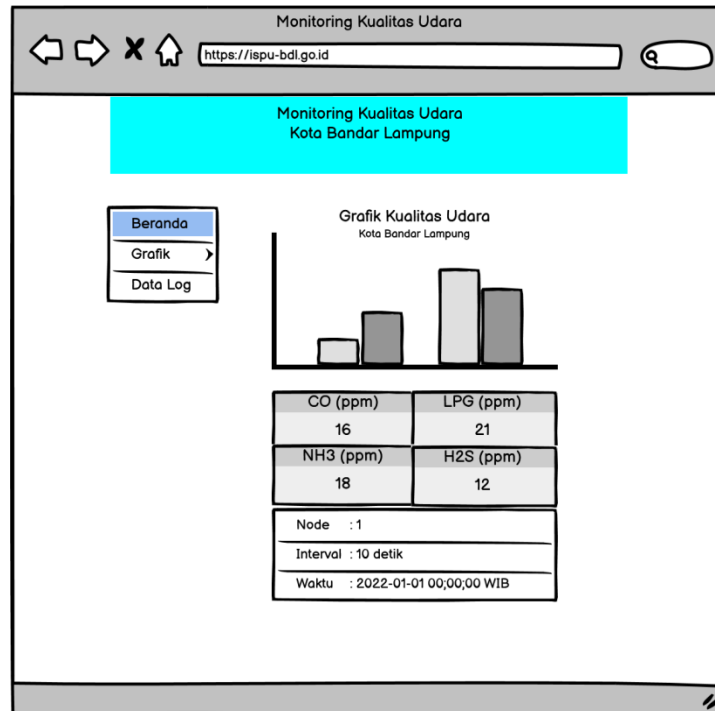 Monitoring Kualitas Udara
https://ispu-bdl.go.id
Monitoring Kualitas Udara
Kota Bandar Lampung
Beranda
Grafik
Data Log
Grafik Kualitas Udara
Kota Bandar Lampung
CO (ppm) LPG (ppm)
16 21
NH3 (ppm) H2S (ppm)
18 12
Node : 1
Interval : 10 detik
Waktu : 2022-01-01 00;00;00 WIB